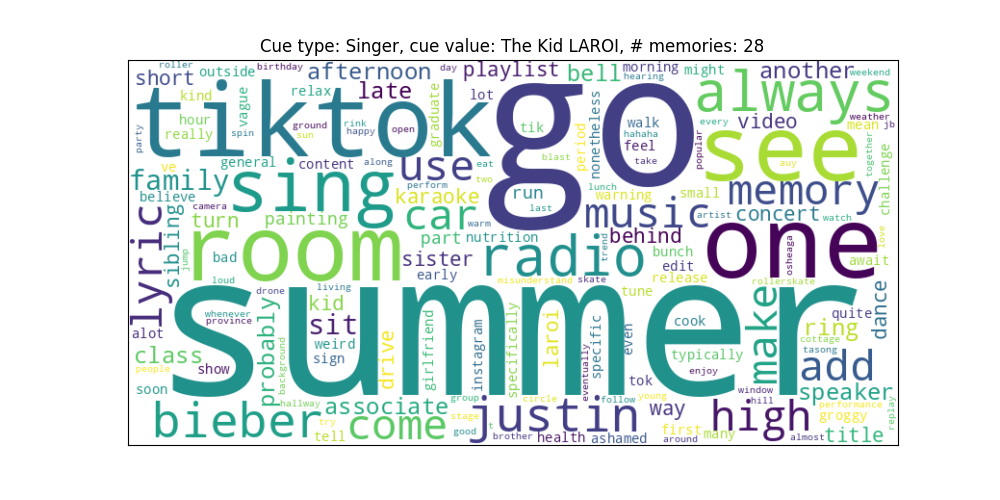 Cue type: Singer, cue value: The Kid LAROI, # memories: 28
roller birthday day morning might another weekend
short outside afternoon playlist bell hearing
tiktok go always
kind relax late lot see
vague graduate nonetheless video weather
hour ground rink open tik walk every mean jb
really sun happy hahaha feel popular
party spin take together
general content along use eat blast period challenge
ve family sing karaoke two run lunch warning small memory auy
believe camera perform last music artist concert watch
lyric sibling turn painting car warm behind one love
room part nutrition trend bunch osheaga
jump bad sister radio edit await
loud early misunderstand skate release rollerskate
summer
drone living tune
whenever kid sit cook make quite dance
province weird instagram specifically laroi specific even ring cottage
alot probably sign drive girlfriend typically tasong
class show enjoy add
people background eventually tok window
soon hallway group circle follow young hill speaker
bieber associate justin way high performance replay
come stage first groggy
try tell good t brother health ashamed around many almost title